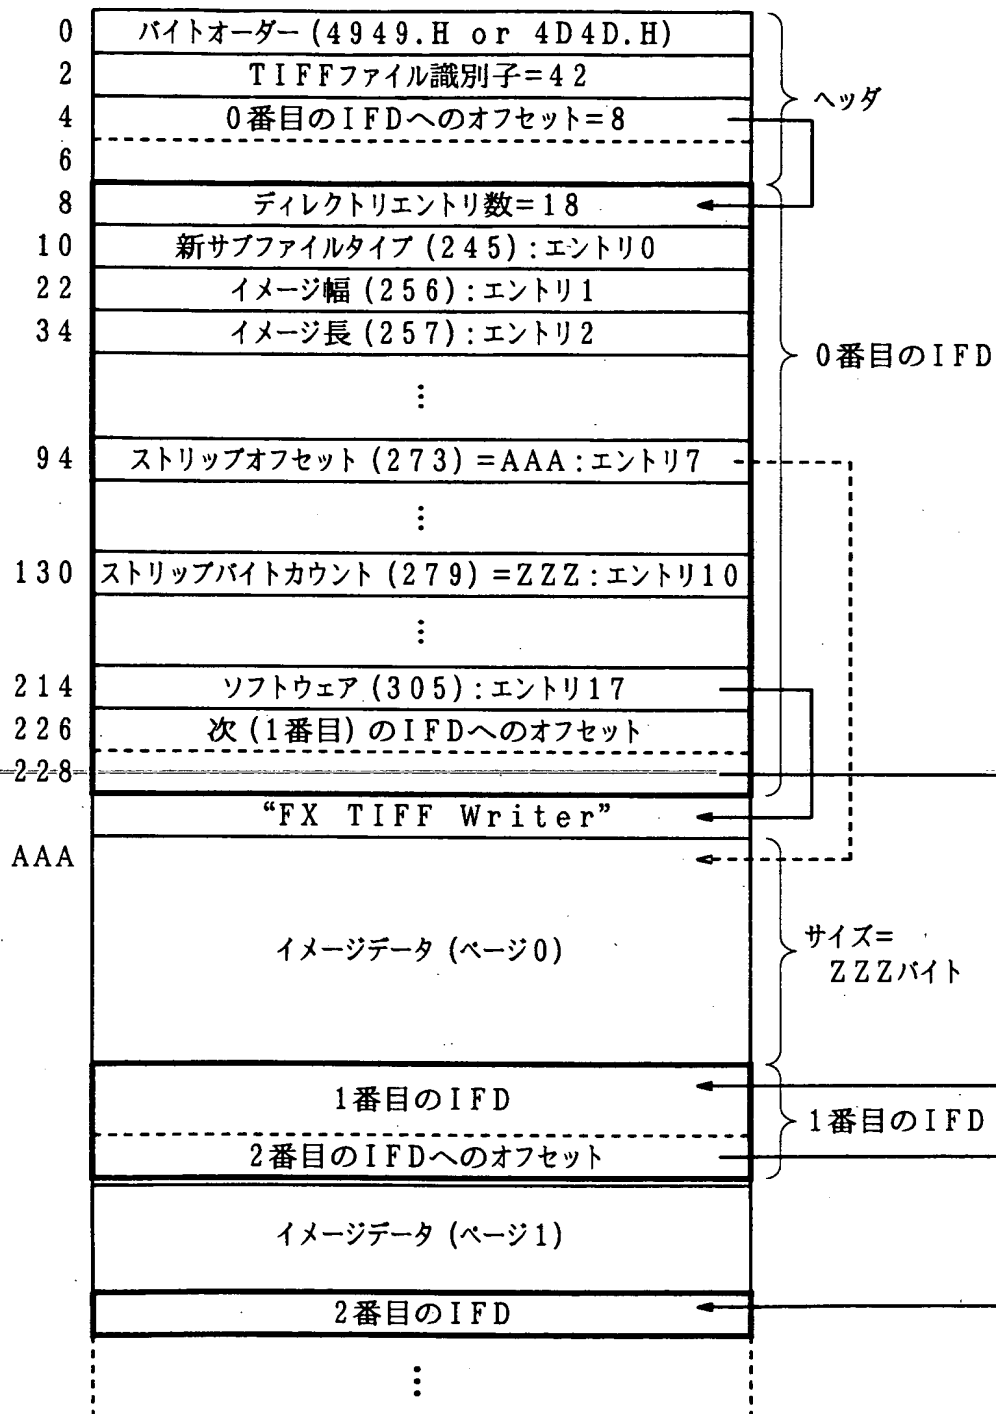 0 バイトオーダー(4949.H or 4D4D.H)
2 TIFFファイル識別子=42
ヘッダ
4 0番目のIFDへのオフセット=8
6
8 ディレクトリエントリ数=18
10 新サブファイルタイプ(245):エントリ0
22 イメージ幅(256):エントリ1
34 イメージ長(257):エントリ2
0番目のIFD
⋮
94 ストリップオフセット(273)=AAA:エントリ7
⋮
130 ストリップバイトカウント(279)=ZZZ:エントリ10
⋮
214 ソフトウェア(305):エントリ17
226 次(1番目)のIFDへのオフセット
228
“FX TIFF Writer”
AAA
イメージデータ(ページ0)
サイズ=
ZZZバイト
1番目のIFD
1番目のIFD
2番目のIFDへのオフセット
イメージデータ(ページ1)
2番目のIFD
⋮